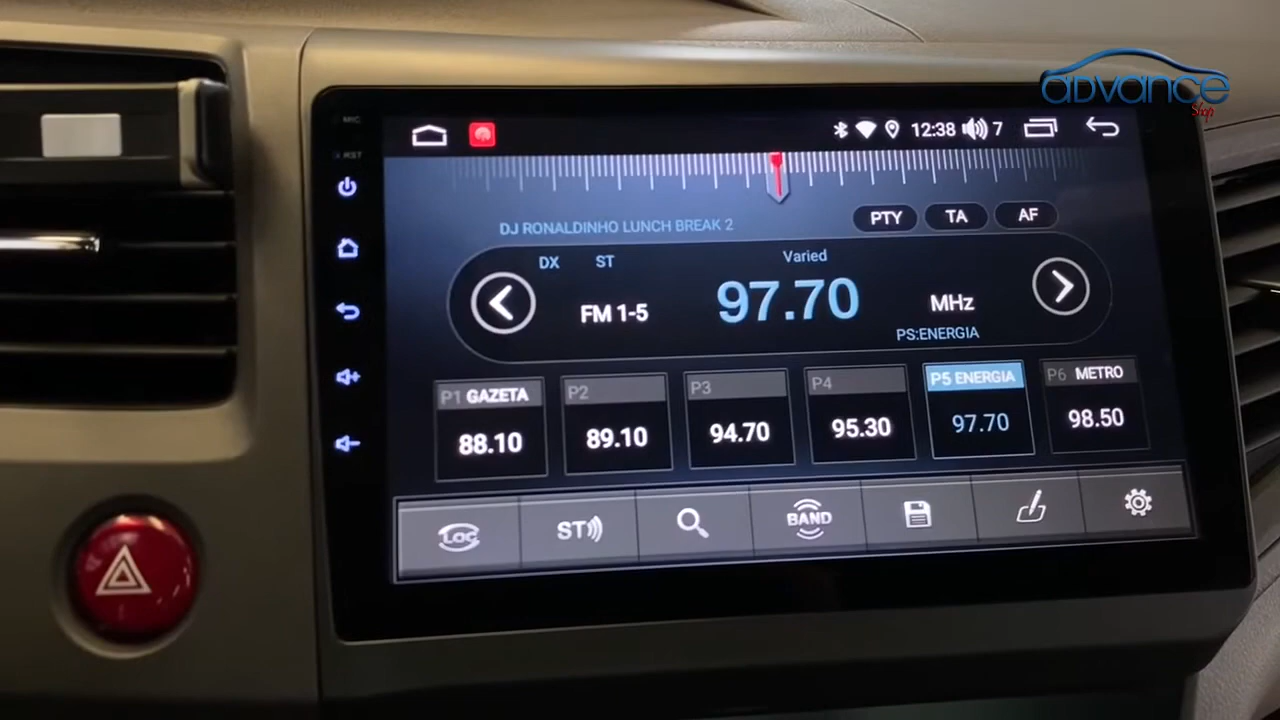 ADVANCE
Shop
MIC
RST
12:38 7
PTY TA AF
DJ RONALDINHO LUNCH BREAK 2
DX ST Varied
FM 1-5 97.70 MHz
PS:ENERGIA
P1 GAZETA P2 P3 P4 P5 ENERGIA P6 METRO
88.10 89.10 94.70 95.30 97.70 98.50
LOC ST BAND